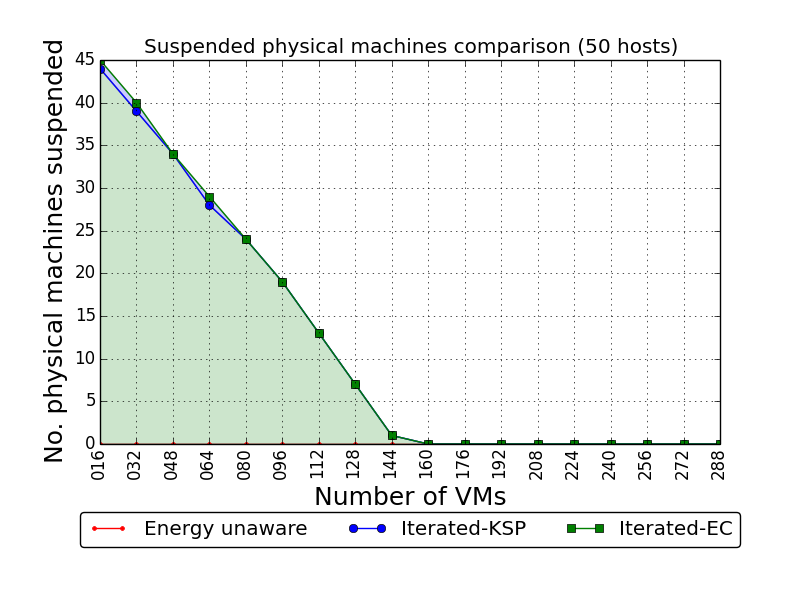 Suspended physical machines comparison (50 hosts)
No. physical machines suspended
45
40
35
30
25
20
15
10
5
0
016 032 048 064 080 096 112 128 144 160 176 192 208 224 240 256 272 288
Number of VMs
Energy unaware Iterated-KSP Iterated-EC